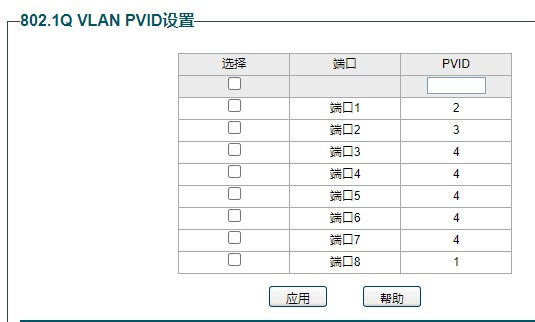 802.1Q VLAN PVID设置
选择 端口 PVID
端口1 2
端口2 3
端口3 4
端口4 4
端口5 4
端口6 4
端口7 4
端口8 1
应用 帮助